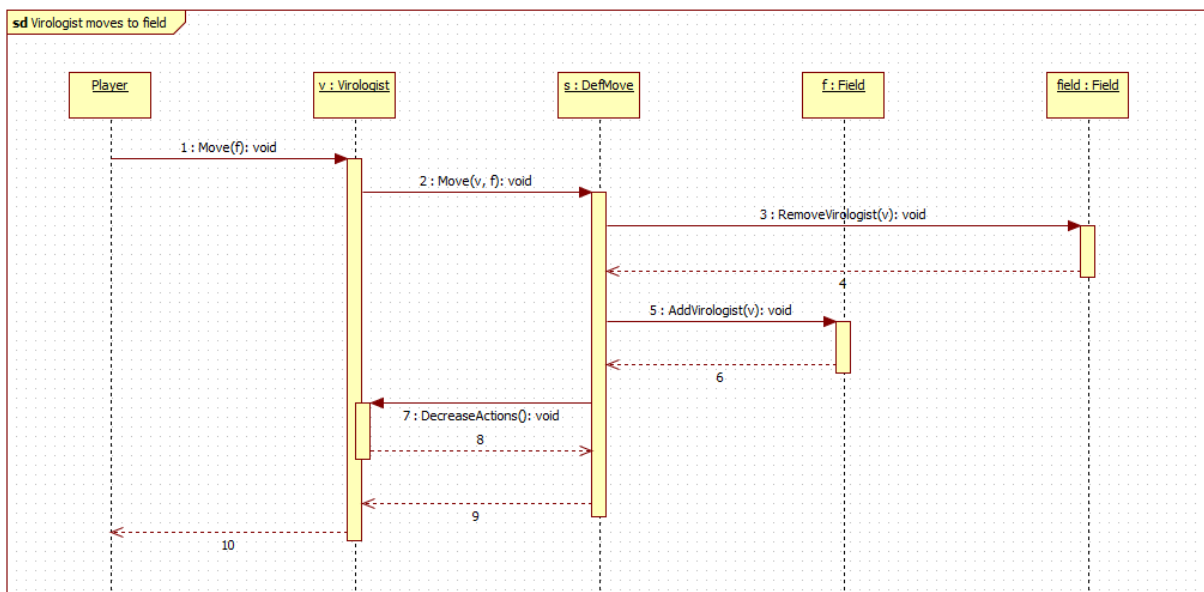 sd Virologist moves to field
Player
v : Virologist
s : DefMove
f : Field
field : Field
1 : Move(f): void
2 : Move(v, f): void
3 : RemoveVirologist(v): void
4
5 : AddVirologist(v): void
6
7 : DecreaseActions(): void
8
9
10